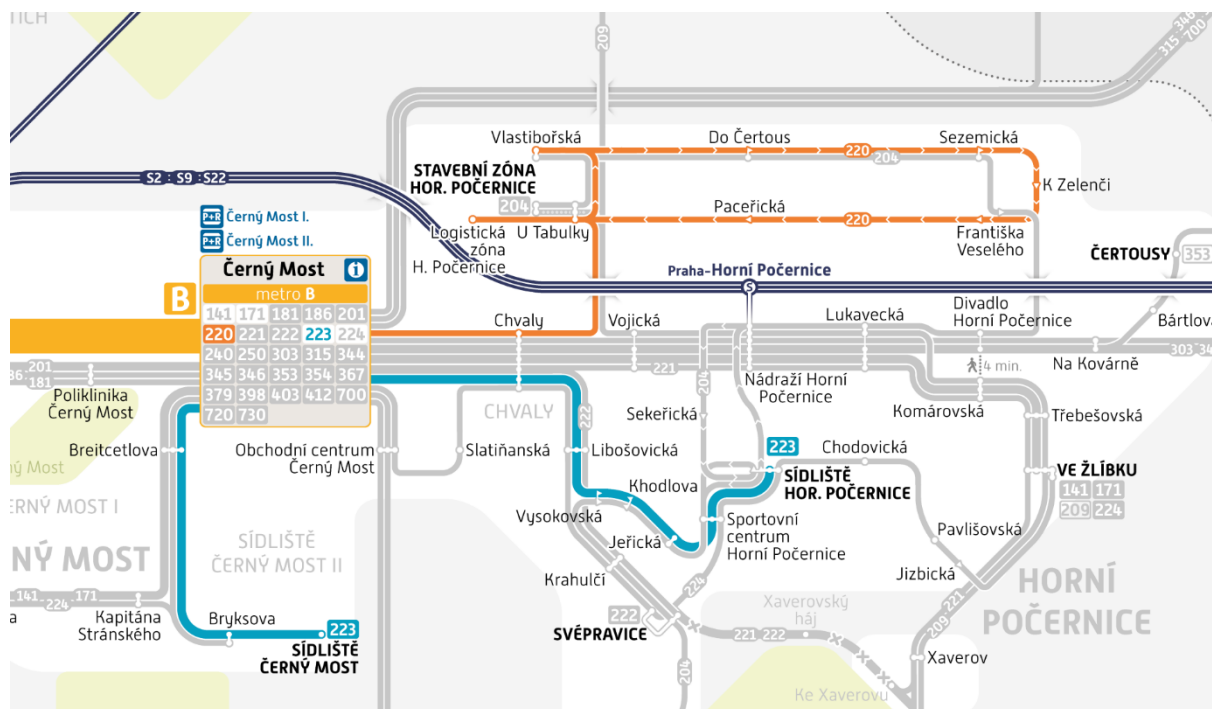 TICH
209
315
346
700
Vlastibořská
Do Čertous
Sezemická
220
204
STAVEBNÍ ZÓNA
HOR. POČERNICE
204
K Zelenči
S2 S9 S22
Paceřická
220
P+R Černý Most I.
P+R Černý Most II.
Logistická
zóna
H. Počernice
U Tabulky
Františka
Veselého
ČERTOUSY
353
Černý Most
B
metro B
141 171 181 186 201
220 221 222 223 224
240 250 303 315 344
345 346 353 354 367
379 398 403 412 700
720 730
Praha-Horní Počernice
S
Chvaly
Vojická
Lukavecká
Divadlo
Horní Počernice
Bártlova
201
86
181
221
303 34
Na Kovárně
4 min.
Poliklinika
Černý Most
204
Nádraží Horní
Počernice
Komárovská
CHVALY
222
Sekeřická
Třebešovská
Breitcetlova
Obchodní centrum
Černý Most
Slatiňanská
Libošovická
223
Chodovická
ný Most
SÍDLIŠTĚ
HOR. POČERNICE
VE ŽLÍBKU
141 171
209 224
Khodlova
ERNÝ MOST I
Vysokovská
Sportovní
centrum
Horní Počernice
Pavlišovská
SÍDLIŠTĚ
ČERNÝ MOST II
Jeřická
NÝ MOST
Krahulčí
Jizbická
HORNÍ
POČERNICE
224
141
224
171
a
Kapitána
Stránského
Bryksova
223
222
SVÉPRAVICE
Xaverovský
háj
221 222
209
221
SÍDLIŠTĚ
ČERNÝ MOST
Xaverov
204
Ke Xaverovu